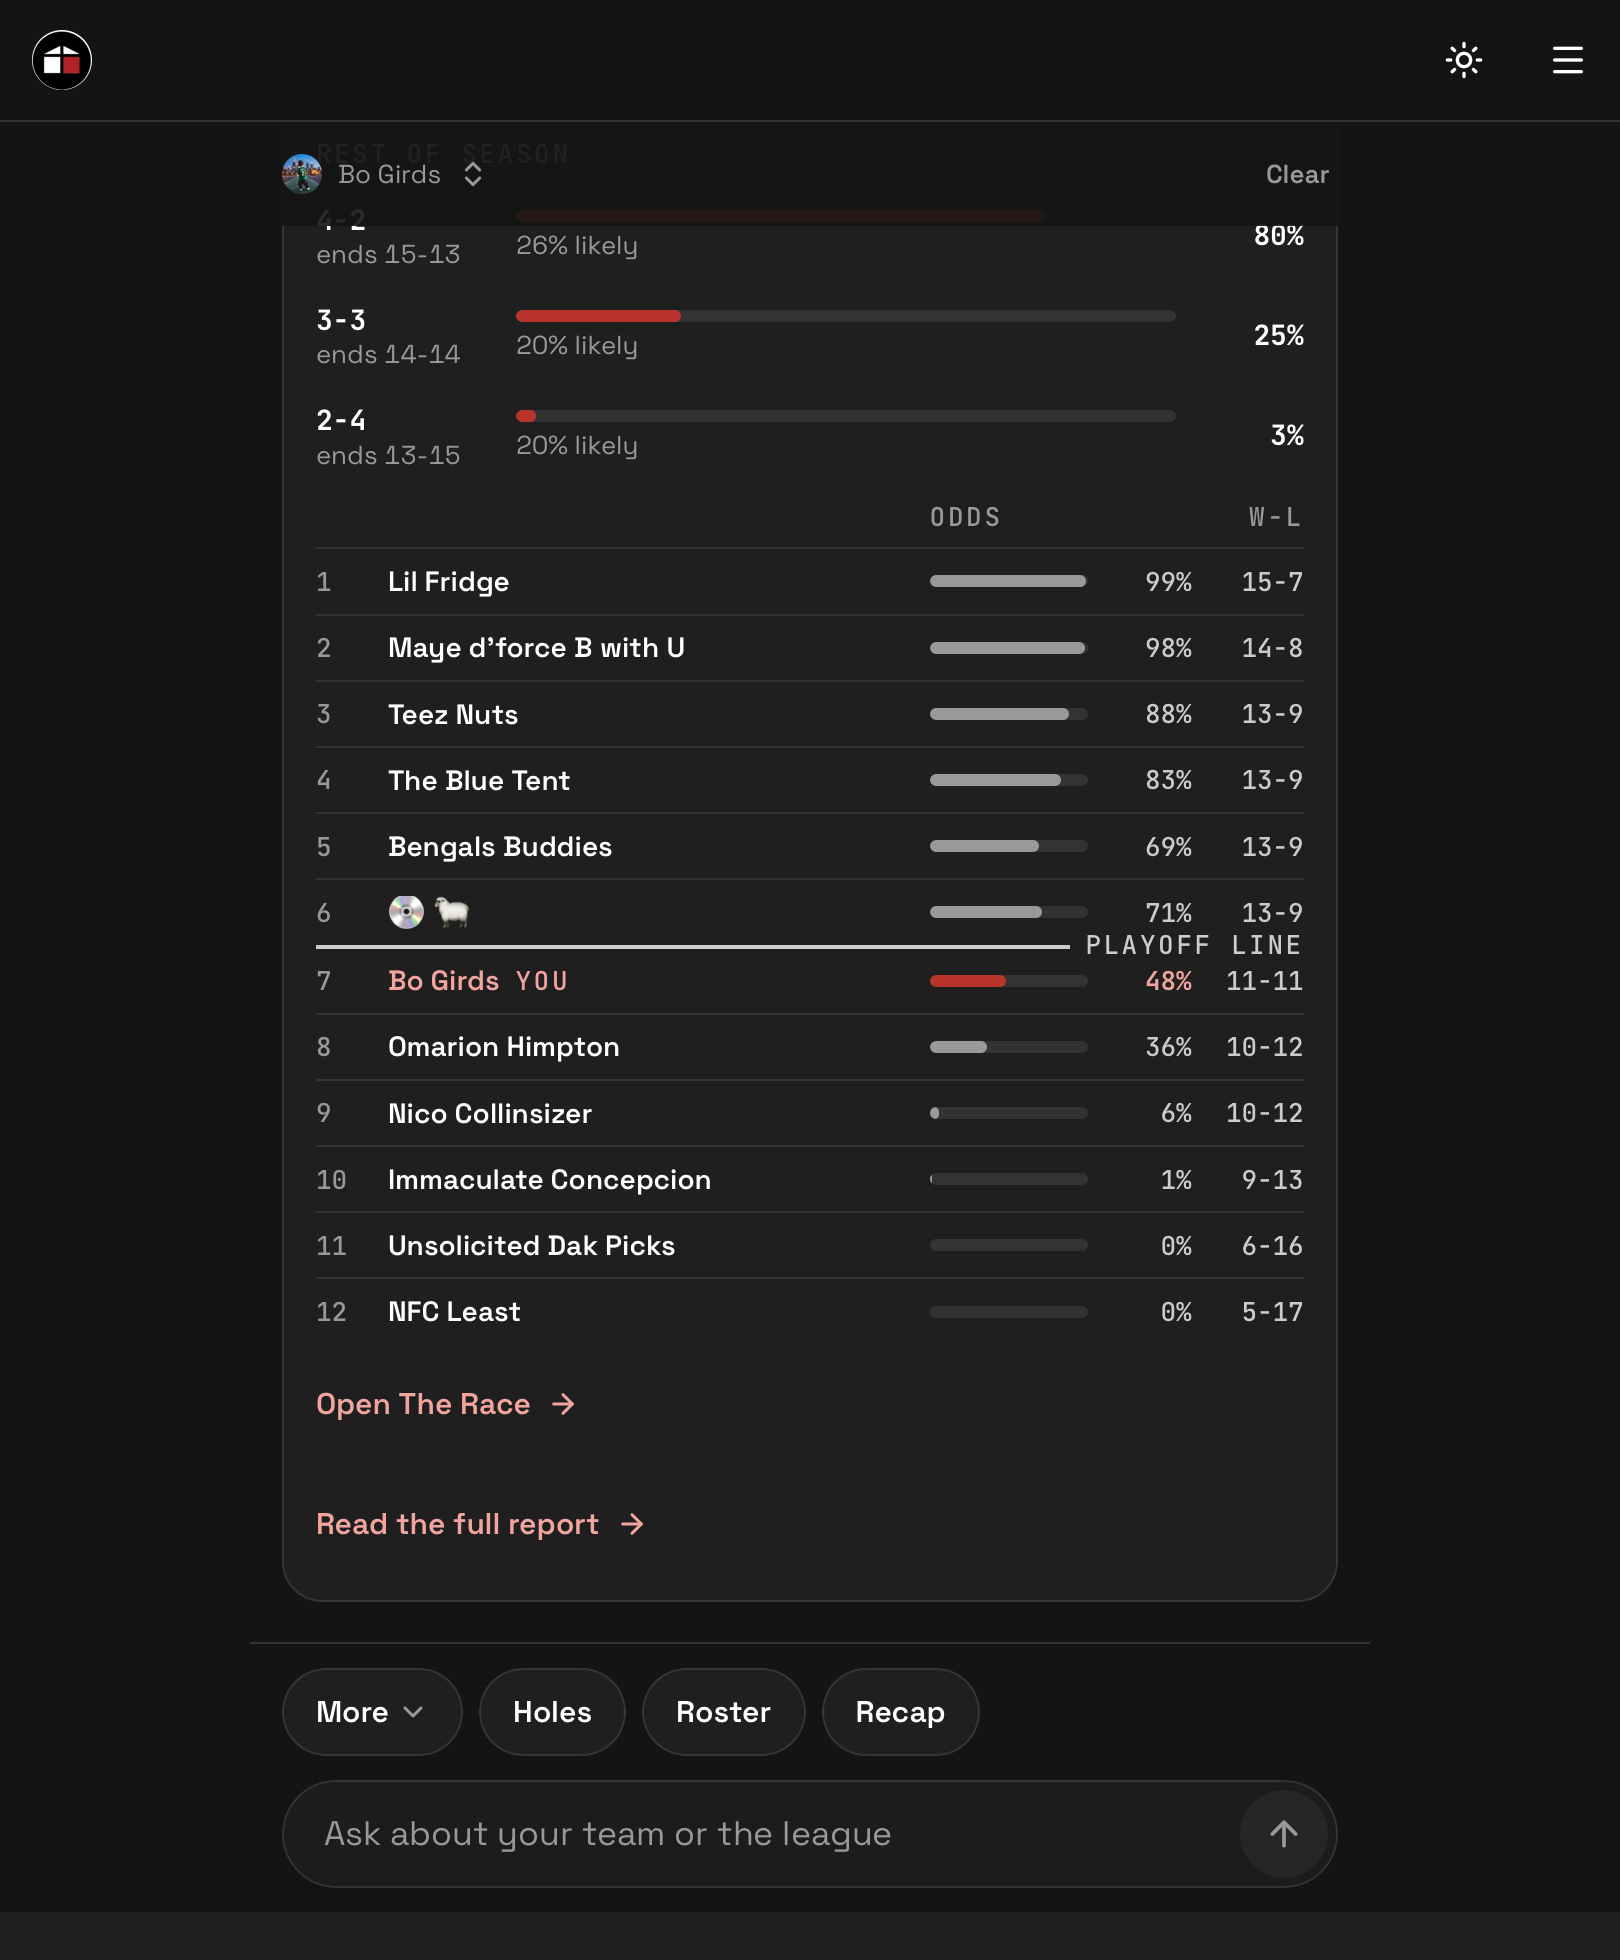 REST OF SEASON
Bo Girds
Clear
4-2
ends 15-13
26% likely
80%
3-3
ends 14-14
20% likely
25%
2-4
ends 13-15
20% likely
3%
ODDS W-L
1 Lil Fridge 99% 15-7
2 Maye d’force B with U 98% 14-8
3 Teez Nuts 88% 13-9
4 The Blue Tent 83% 13-9
5 Bengals Buddies 69% 13-9
6 💿 🐑 71% 13-9
PLAYOFF LINE
7 Bo Girds YOU 48% 11-11
8 Omarion Himpton 36% 10-12
9 Nico Collinsizer 6% 10-12
10 Immaculate Concepcion 1% 9-13
11 Unsolicited Dak Picks 0% 6-16
12 NFC Least 0% 5-17
Open The Race →
Read the full report →
More Holes Roster Recap
Ask about your team or the league